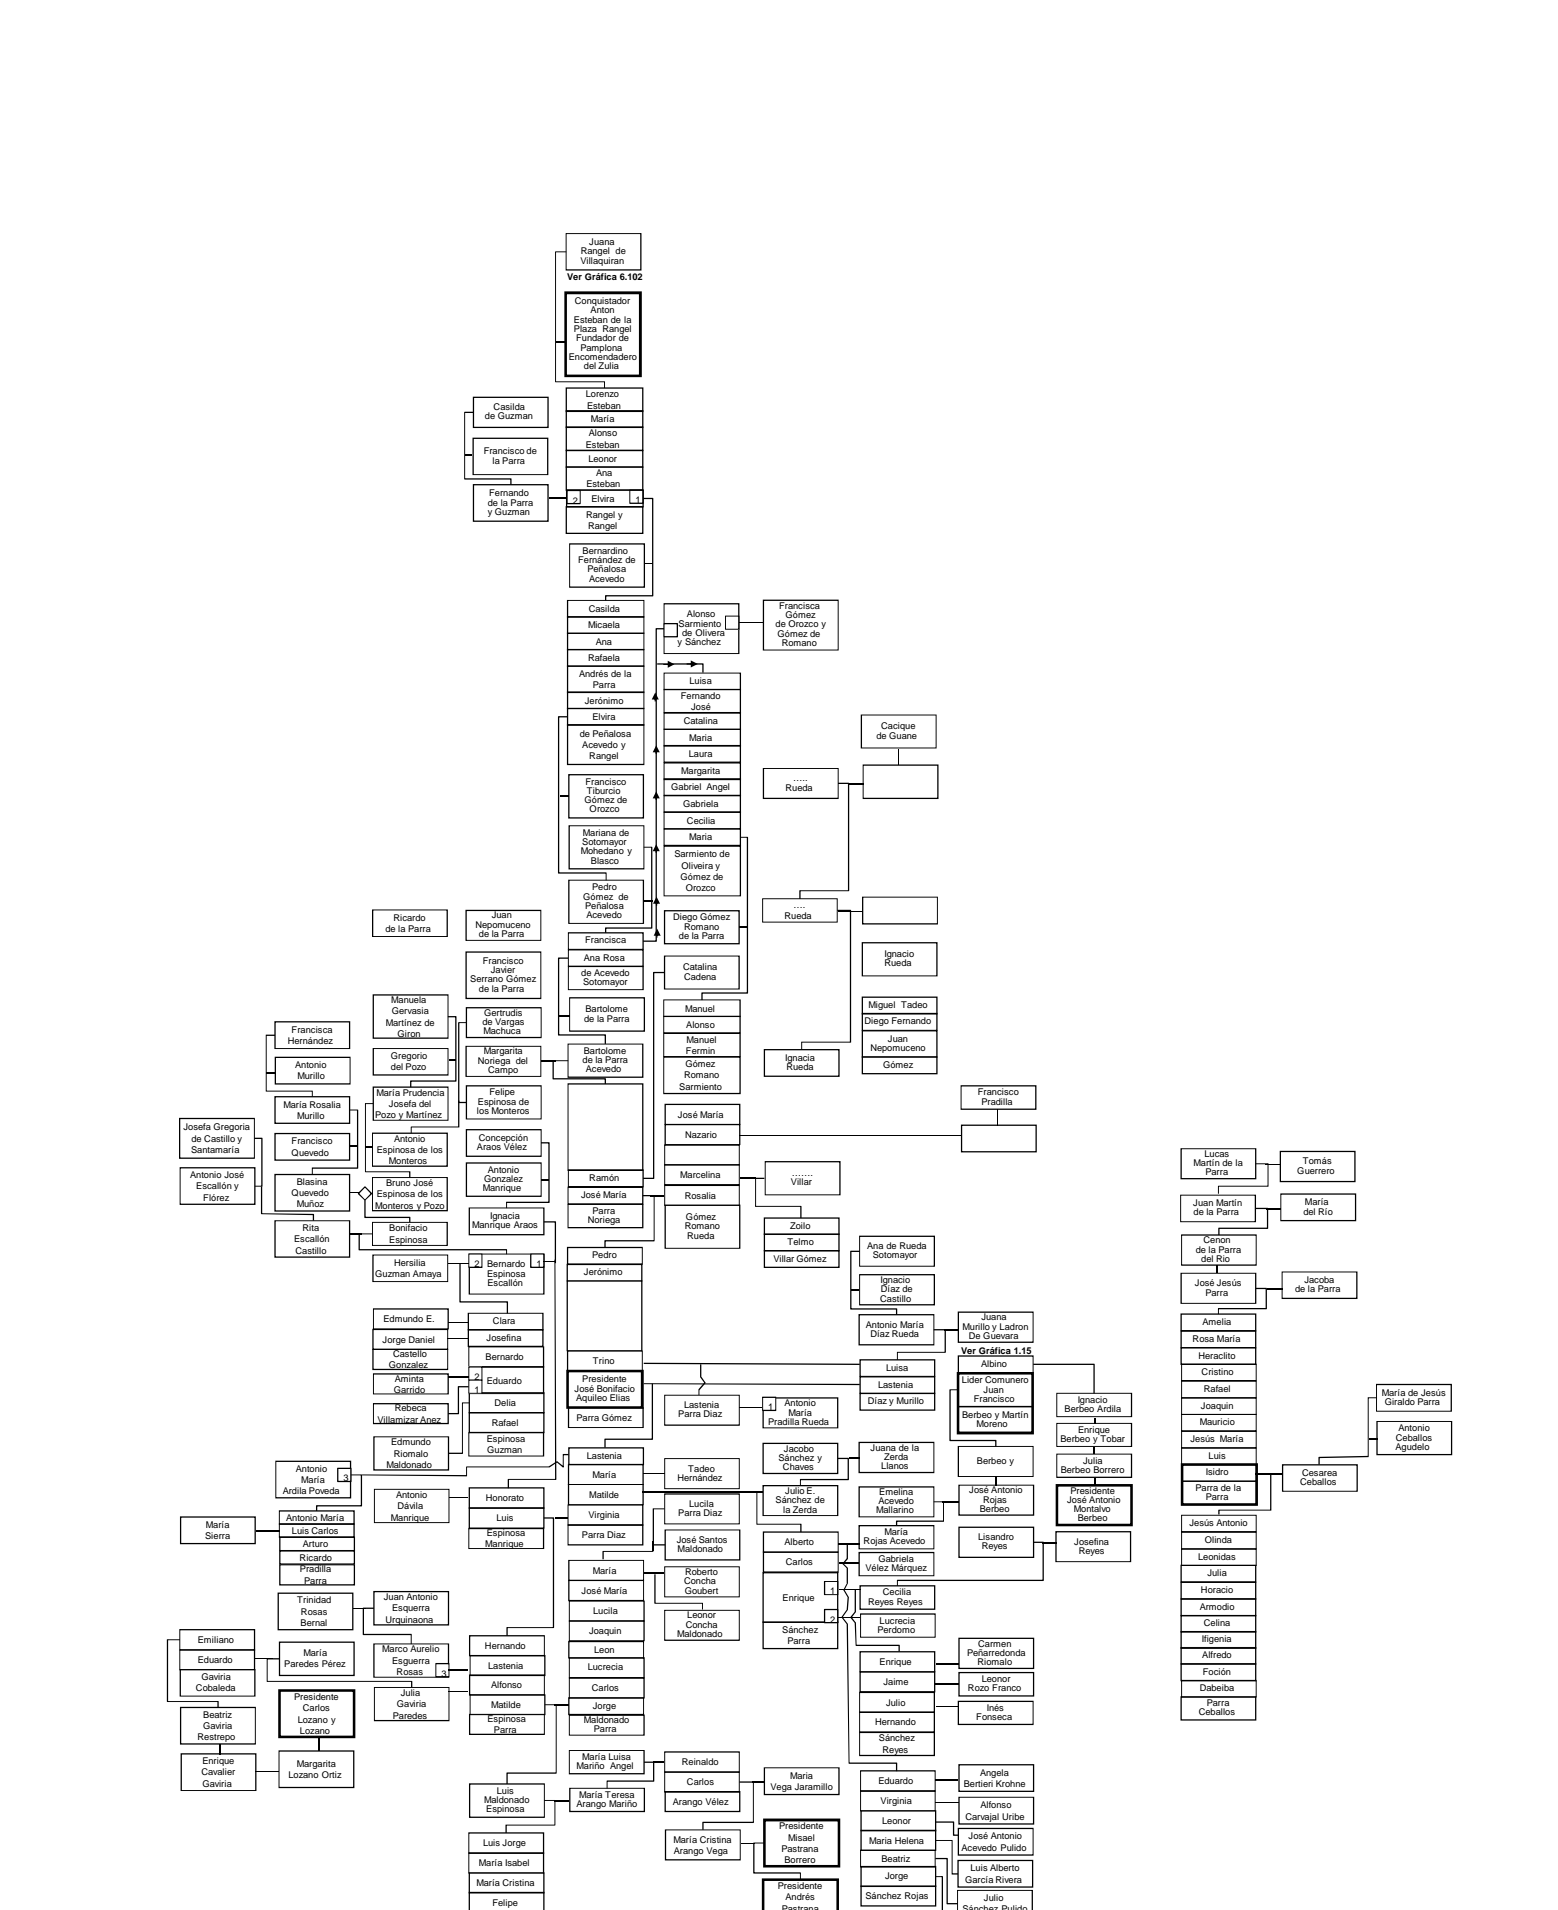 Juana
Rangel de
Villaquiran
Ver Gráfica 6.102
Conquistador
Anton
Esteban de la
Plaza Rangel
Fundador de
Pamplona
Encomendadero
del Zulia
Lorenzo
Esteban
María
Alonso
Esteban
Leonor
Ana
Esteban
2
Elvira
1
Rangel y
Rangel
Casilda
de Guzman
Francisco de
la Parra
Fernando
de la Parra
y Guzman
Bernardino
Fernández de
Peñalosa
Acevedo
Casilda
Micaela
Ana
Rafaela
Andrés de la
Parra
Jerónimo
Elvira
de Peñalosa
Acevedo y
Rangel
Francisco
Tiburcio
Gómez de
Orozco
Mariana de
Sotomayor
Mohedano y
Blasco
Pedro
Gómez de
Peñalosa
Acevedo
Francisca
Ana Rosa
de Acevedo
Sotomayor
Bartolome
de la Parra
Bartolome
de la Parra
Acevedo
Ramón
José María
Parra
Noriega
Alonso
Sarmiento
de Olivera
y Sánchez
Francisca
Gómez
de Orozco y
Gómez de
Romano
Luisa
Fernando
José
Catalina
Maria
Laura
Margarita
Gabriel Angel
Gabriela
Cecilia
Maria
Sarmiento de
Oliveira y
Gómez de
Orozco
Diego Gómez
Romano
de la Parra
Catalina
Cadena
Manuel
Alonso
Manuel
Fermin
Gómez
Romano
Sarmiento
José María
Nazario
Marcelina
Rosalia
Gómez
Romano
Rueda
Cacique
de Guane
.....
Rueda
....
Rueda
Ignacio
Rueda
Miguel Tadeo
Diego Fernando
Juan
Nepomuceno
Gómez
Ignacia
Rueda
Francisco
Pradilla
.......
Villar
Zoilo
Telmo
Villar Gómez
Ricardo
de la Parra
Juan
Nepomuceno
de la Parra
Francisco
Javier
Serrano Gómez
de la Parra
Manuela
Gervasia
Martínez de
Giron
Gertrudis
de Vargas
Machuca
Francisca
Hernández
Antonio
Murillo
Gregorio
del Pozo
Margarita
Noriega del
Campo
María Rosalia
Murillo
María Prudencia
Josefa del
Pozo y Martínez
Felipe
Espinosa de
los Monteros
Josefa Gregoria
de Castillo y
Santamaría
Francisco
Quevedo
Antonio
Espinosa de los
Monteros
Concepción
Araos Vélez
Antonio José
Escallón y
Flórez
Blasina
Quevedo
Muñoz
Bruno José
Espinosa de los
Monteros y Pozo
Antonio
Gonzalez
Manrique
Rita
Escallón
Castillo
Bonifacio
Espinosa
Ignacia
Manrique Araos
Hersilia
Guzman Amaya
2
Bernardo
Espinosa
Escallón
1
Edmundo E.
Jorge Daniel
Castello
Gonzalez
Aminta
Garrido
Rebeca
Villamizar Anez
Edmundo
Riomalo
Maldonado
Clara
Josefina
Bernardo
2
1
Eduardo
Delia
Rafael
Espinosa
Guzman
Pedro
Jerónimo
Trino
Presidente
José Bonifacio
Aquileo Elias
Parra Gómez
Ana de Rueda
Sotomayor
Ignacio
Díaz de
Castillo
Antonio María
Díaz Rueda
Juana
Murillo y Ladron
De Guevara
Ver Gráfica 1.15
Luisa
Lastenia
Díaz y Murillo
Albino
Lider Comunero
Juan
Francisco
Berbeo y Martín
Moreno
Lastenia
Parra Diaz
1
Antonio
María
Pradilla Rueda
Ignacio
Berbeo Ardila
Enrique
Berbeo y Tobar
Julia
Berbeo Borrero
Presidente
José Antonio
Montalvo
Berbeo
Berbeo y
Jacobo
Sánchez y
Chaves
Juana de la
Zerda
Llanos
Lastenia
María
Matilde
Virginia
Parra Diaz
Tadeo
Hernández
Lucila
Parra Diaz
José Santos
Maldonado
Julio E.
Sánchez de
la Zerda
Emelina
Acevedo
Mallarino
José Antonio
Rojas
Berbeo
Antonio
María
Ardila Poveda
3
Antonio
Dávila
Manrique
Honorato
Luis
Espinosa
Manrique
María
Sierra
Antonio María
Luis Carlos
Arturo
Ricardo
Pradilla
Parra
Alberto
Carlos
Enrique
1
2
Sánchez
Parra
María
Rojas Acevedo
Gabriela
Vélez Márquez
Lisandro
Reyes
Josefina
Reyes
Cecilia
Reyes Reyes
Lucrecia
Perdomo
María
José María
Lucila
Joaquin
Leon
Lucrecia
Carlos
Jorge
Maldonado
Parra
Roberto
Concha
Goubert
Leonor
Concha
Maldonado
Trinidad
Rosas
Bernal
Juan Antonio
Esquerra
Urquinaona
Emiliano
Eduardo
Gaviria
Cobaleda
María
Paredes Pérez
Marco Aurelio
Esguerra
Rosas
3
Hernando
Lastenia
Alfonso
Matilde
Espinosa
Parra
Presidente
Carlos
Lozano y
Lozano
Julia
Gaviria
Paredes
Beatriz
Gaviria
Restrepo
Enrique
Cavalier
Gaviria
Margarita
Lozano Ortiz
Enrique
Jaime
Julio
Hernando
Sánchez
Reyes
Carmen
Peñarredonda
Riomalo
Leonor
Rozo Franco
Inés
Fonseca
María Luisa
Mariño Angel
Reinaldo
Carlos
Arango Vélez
Maria
Vega Jaramillo
Luis
Maldonado
Espinosa
María Teresa
Arango Mariño
Luis Jorge
María Isabel
María Cristina
Felipe
María Cristina
Arango Vega
Presidente
Misael
Pastrana
Borrero
Presidente
Andrés
Pastrana
Eduardo
Virginia
Leonor
Maria Helena
Beatriz
Jorge
Sánchez Rojas
Angela
Bertieri Krohne
Alfonso
Carvajal Uribe
José Antonio
Acevedo Pulido
Luis Alberto
García Rivera
Julio
Sánchez Pulido
Lucas
Martín de la
Parra
Tomás
Guerrero
Juan Martín
de la Parra
María
del Río
Cenon
de la Parra
del Rio
José Jesús
Parra
Jacoba
de la Parra
Amelia
Rosa María
Heraclito
Cristino
Rafael
Joaquin
Mauricio
Jesús María
Luis
Isidro
Parra de la
Parra
María de Jesús
Giraldo Parra
Antonio
Ceballos
Agudelo
Cesarea
Ceballos
Jesús Antonio
Olinda
Leonidas
Julia
Horacio
Armodio
Celina
Ifigenia
Alfredo
Foción
Dabeiba
Parra
Ceballos